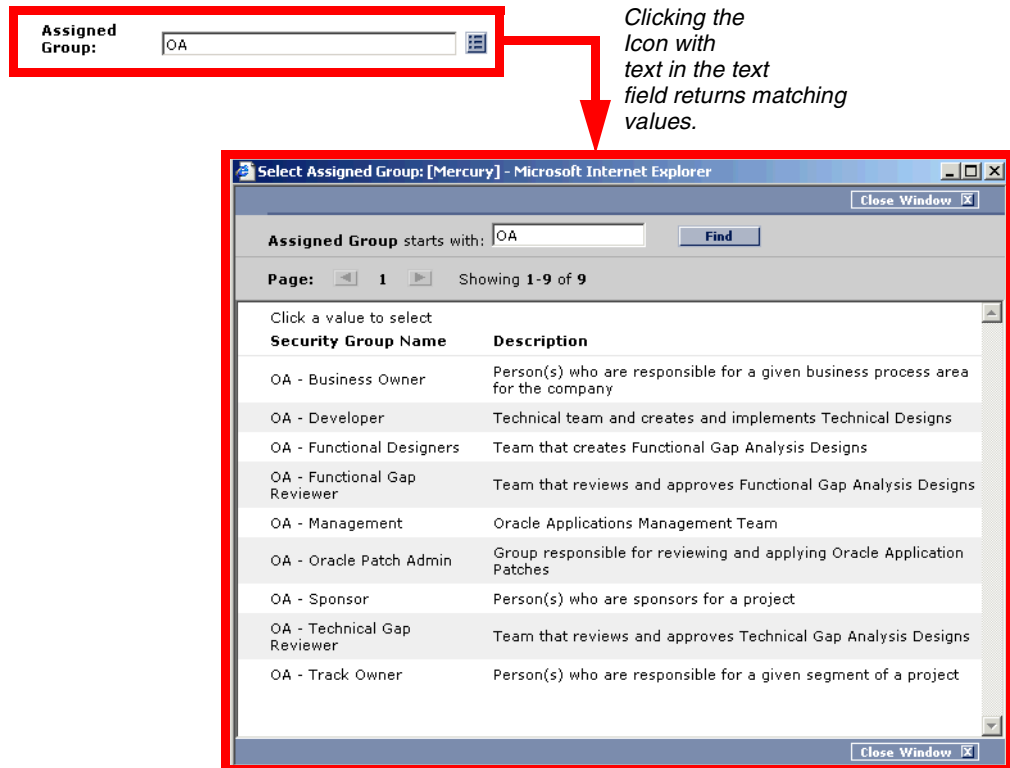 Assigned
Group:
OA
Clicking the
Icon with
text in the text
field returns matching
values.
Select Assigned Group: [Mercury] - Microsoft Internet Explorer
Close Window X
Assigned Group starts with: OA Find
Page: 1 Showing 1-9 of 9
Click a value to select
Security Group Name Description
OA - Business Owner Person(s) who are responsible for a given business process area
for the company
OA - Developer Technical team and creates and implements Technical Designs
OA - Functional Designers Team that creates Functional Gap Analysis Designs
OA - Functional Gap
Reviewer Team that reviews and approves Functional Gap Analysis Designs
OA - Management Oracle Applications Management Team
OA - Oracle Patch Admin Group responsible for reviewing and applying Oracle Application
Patches
OA - Sponsor Person(s) who are sponsors for a project
OA - Technical Gap
Reviewer Team that reviews and approves Technical Gap Analysis Designs
OA - Track Owner Person(s) who are responsible for a given segment of a project
Close Window X